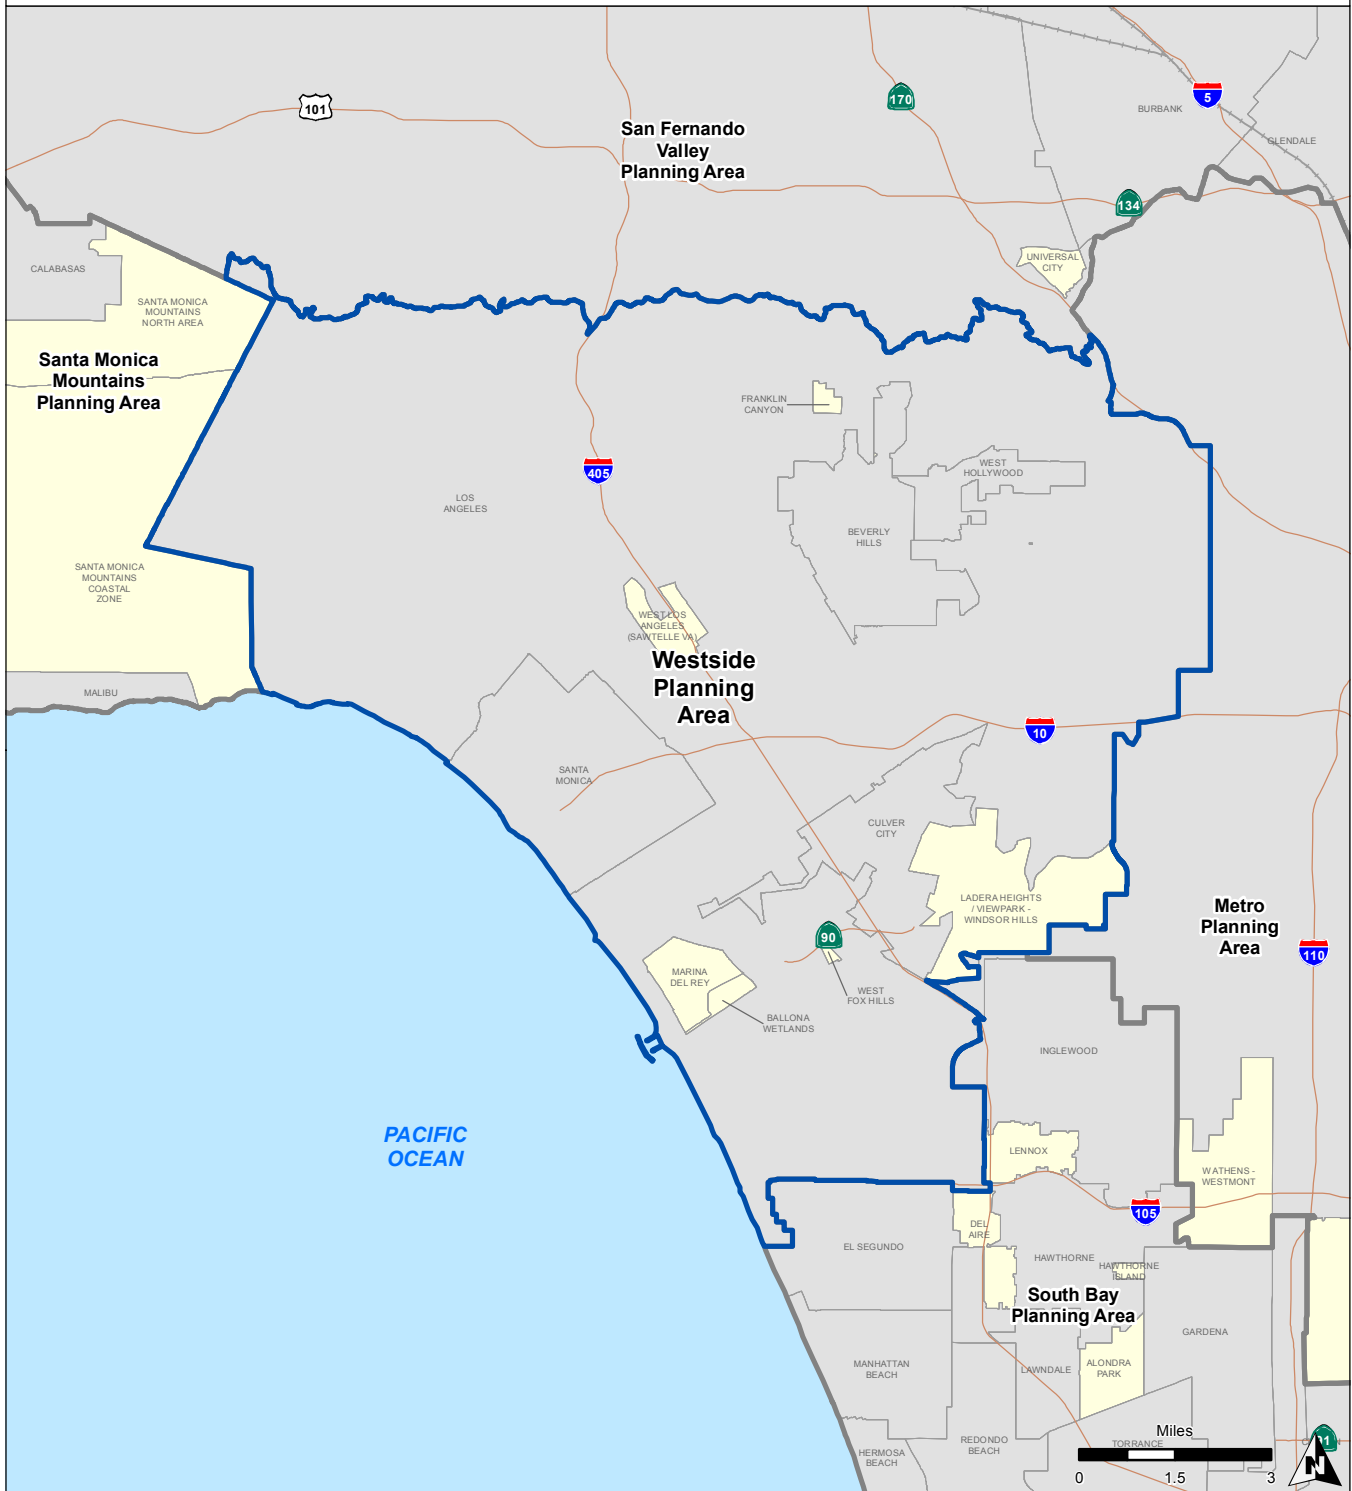 101
170
5
BURBANK
GLENDALE
San Fernando
Valley
Planning Area
134
UNIVERSAL
CITY
CALABASAS
SANTA MONICA
MOUNTAINS
NORTH AREA
Santa Monica
Mountains
Planning Area
FRANKLIN
CANYON
405
LOS
ANGELES
WEST
HOLLYWOOD
BEVERLY
HILLS
SANTA MONICA
MOUNTAINS
COASTAL
ZONE
WEST LOS
ANGELES
(SAWTELLE VA)
Westside
Planning
Area
MALIBU
10
SANTA
MONICA
CULVER
CITY
LADERA HEIGHTS
/ VIEWPARK -
WINDSOR HILLS
Metro
Planning
Area
90
110
MARINA
DEL REY
WEST
FOX HILLS
BALLONA
WETLANDS
INGLEWOOD
PACIFIC
OCEAN
LENNOX
W ATHENS -
WESTMONT
105
DEL
AIRE
EL SEGUNDO
HAWTHORNE
HAWTHORNE
ISLAND
South Bay
Planning Area
GARDENA
MANHATTAN
BEACH
LAWNDALE
ALONDRA
PARK
HERMOSA
BEACH
REDONDO
BEACH
TORRANCE
Miles
0 1.5 3
91
N